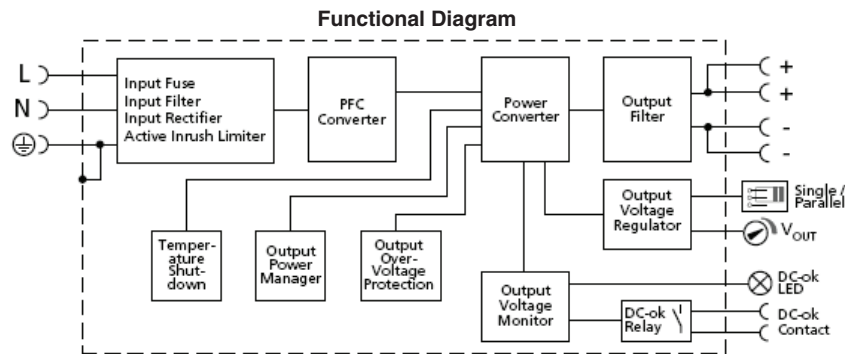 Functional Diagram
L
N
Input Fuse
Input Filter
Input Rectifier
Active Inrush Limiter
PFC
Converter
Power
Converter
Output
Filter
+
+
-
-
Output
Voltage
Regulator
Single /
Parallel
VOUT
Temper-
ature
Shut-
down
Output
Power
Manager
Output
Over-
Voltage
Protection
Output
Voltage
Monitor
DC-ok
LED
DC-ok
Relay
DC-ok
Contact